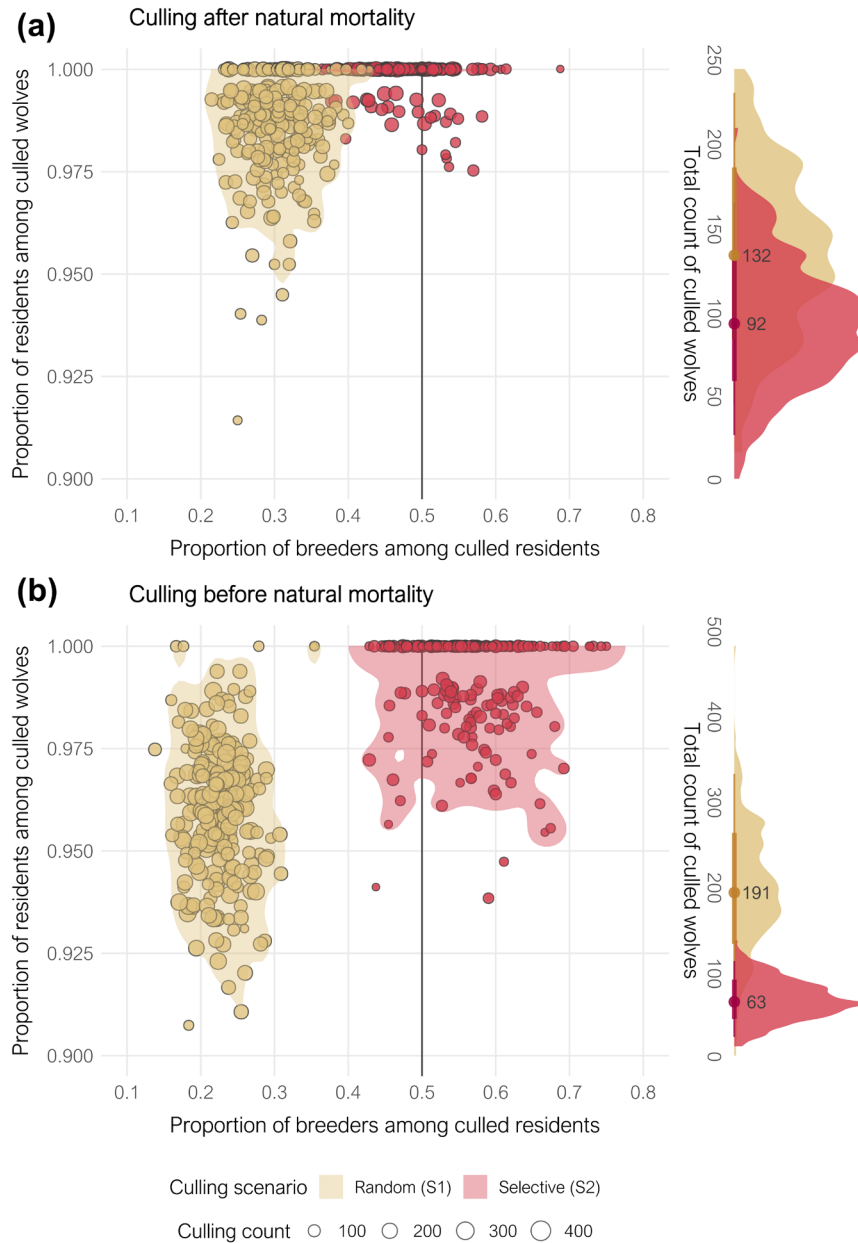 (a)
Culling after natural mortality
Proportion of residents among culled wolves
1.000
0.975
0.950
0.925
0.900
0.1 0.2 0.3 0.4 0.5 0.6 0.7 0.8
Proportion of breeders among culled residents
Total count of culled wolves
250
200
150
100
50
0
132
92
(b)
Culling before natural mortality
Proportion of residents among culled wolves
1.000
0.975
0.950
0.925
0.900
0.1 0.2 0.3 0.4 0.5 0.6 0.7 0.8
Proportion of breeders among culled residents
Total count of culled wolves
500
400
300
200
100
0
191
63
Culling scenario Random (S1) Selective (S2)
Culling count 100 200 300 400